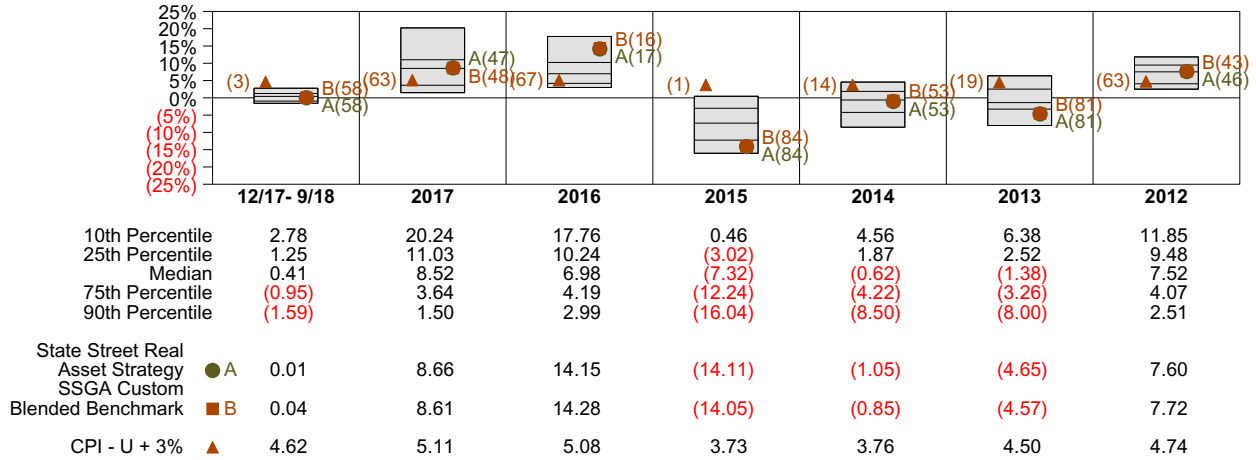 25%
20%
15%
10%
5%
0%
(5%)
(10%)
(15%)
(20%)
(25%)
(3) B(58) A(58)
(63) A(47) B(48)
(67) B(16) A(17)
(1) B(84) A(84)
(14) B(53) A(53)
(19) B(81) A(81)
(63) B(43) A(46)
12/17- 9/18 2017 2016 2015 2014 2013 2012
10th Percentile 2.78 20.24 17.76 0.46 4.56 6.38 11.85
25th Percentile 1.25 11.03 10.24 (3.02) 1.87 2.52 9.48
Median 0.41 8.52 6.98 (7.32) (0.62) (1.38) 7.52
75th Percentile (0.95) 3.64 4.19 (12.24) (4.22) (3.26) 4.07
90th Percentile (1.59) 1.50 2.99 (16.04) (8.50) (8.00) 2.51
State Street Real
Asset Strategy A 0.01 8.66 14.15 (14.11) (1.05) (4.65) 7.60
SSGA Custom
Blended Benchmark B 0.04 8.61 14.28 (14.05) (0.85) (4.57) 7.72
CPI - U + 3% 4.62 5.11 5.08 3.73 3.76 4.50 4.74